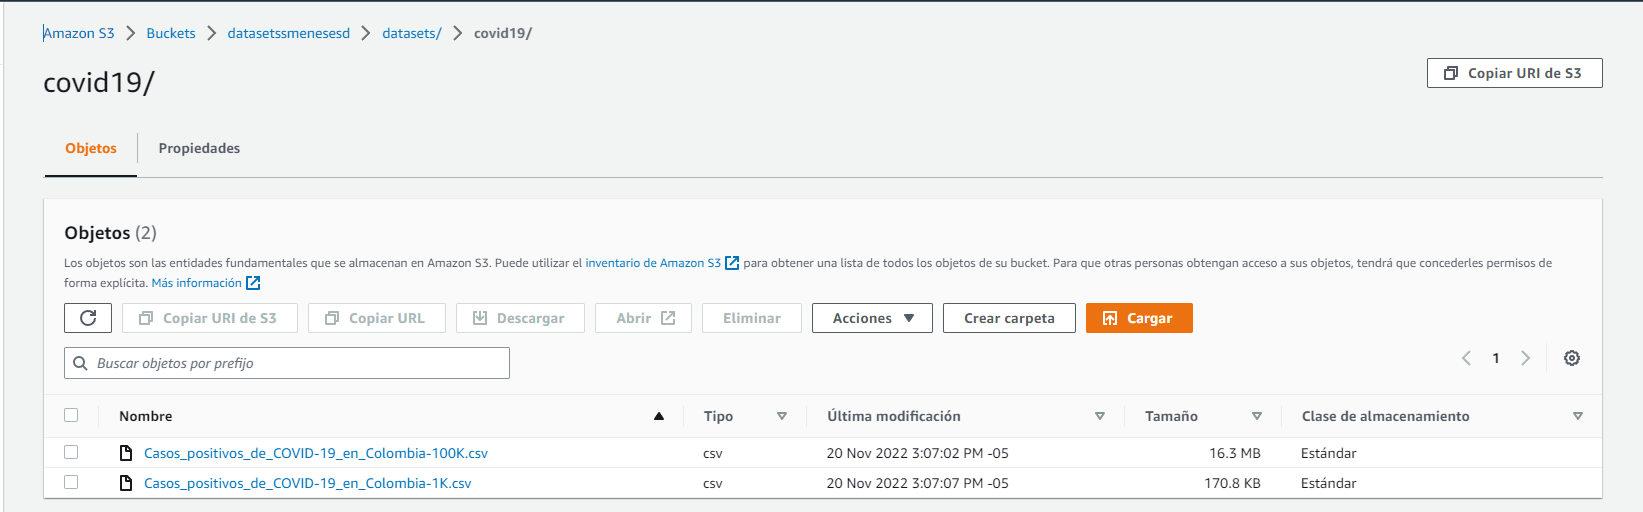 Amazon S3 > Buckets > datasetssmenesesd > datasets/ > covid19/
covid19/
Copiar URI de S3
Objetos Propiedades
Objetos (2)
Los objetos son las entidades fundamentales que se almacenan en Amazon S3. Puede utilizar el inventario de Amazon S3 para obtener una lista de todos los objetos de su bucket. Para que otras personas obtengan acceso a sus objetos, tendrá que concederles permisos de
forma explícita. Más información
Copiar URI de S3 Copiar URL Descargar Abrir Eliminar Acciones Crear carpeta Cargar
Buscar objetos por prefijo
1
Nombre Tipo Última modificación Tamaño Clase de almacenamiento
Casos_positivos_de_COVID-19_en_Colombia-100K.csv csv 20 Nov 2022 3:07:02 PM -05 16.3 MB Estándar
Casos_positivos_de_COVID-19_en_Colombia-1K.csv csv 20 Nov 2022 3:07:07 PM -05 170.8 KB Estándar